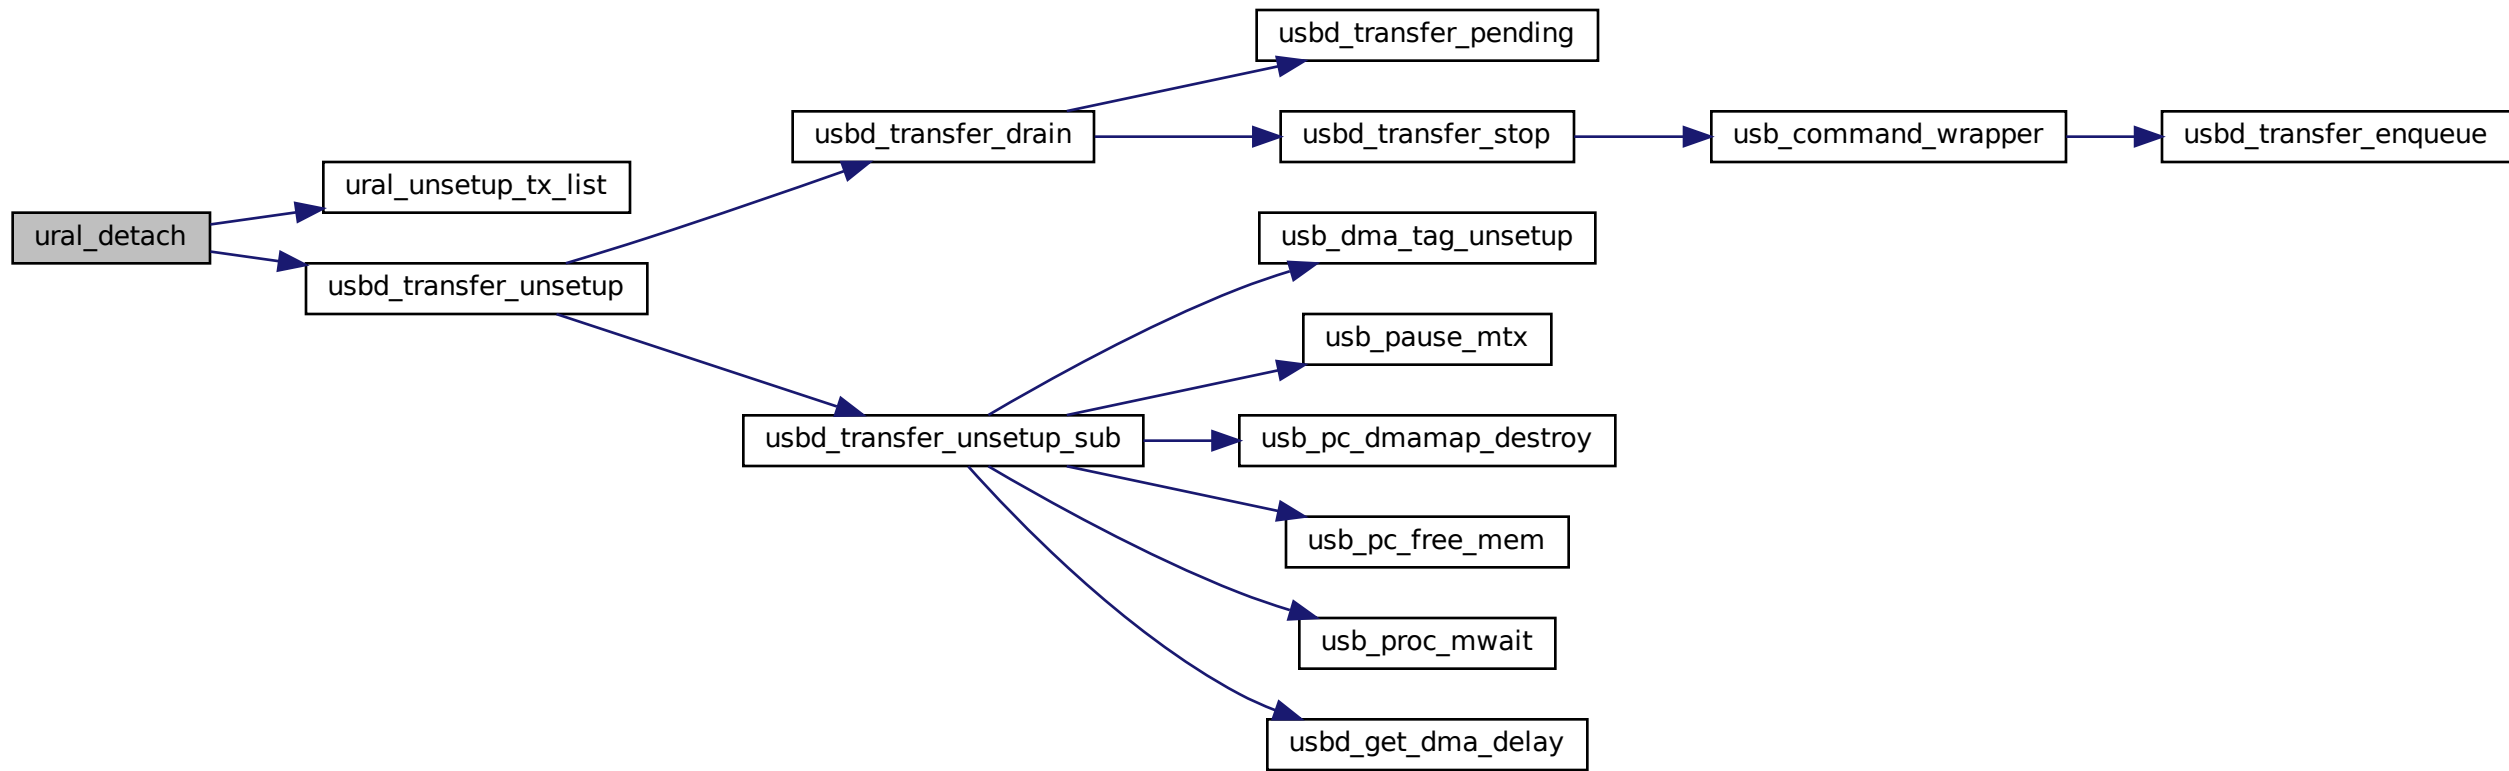 usbd_transfer_pending
usbd_transfer_drain
usbd_transfer_stop
usb_command_wrapper
usbd_transfer_enqueue
ural_unsetup_tx_list
ural_detach
usb_dma_tag_unsetup
usbd_transfer_unsetup
usb_pause_mtx
usbd_transfer_unsetup_sub
usb_pc_dmamap_destroy
usb_pc_free_mem
usb_proc_mwait
usbd_get_dma_delay